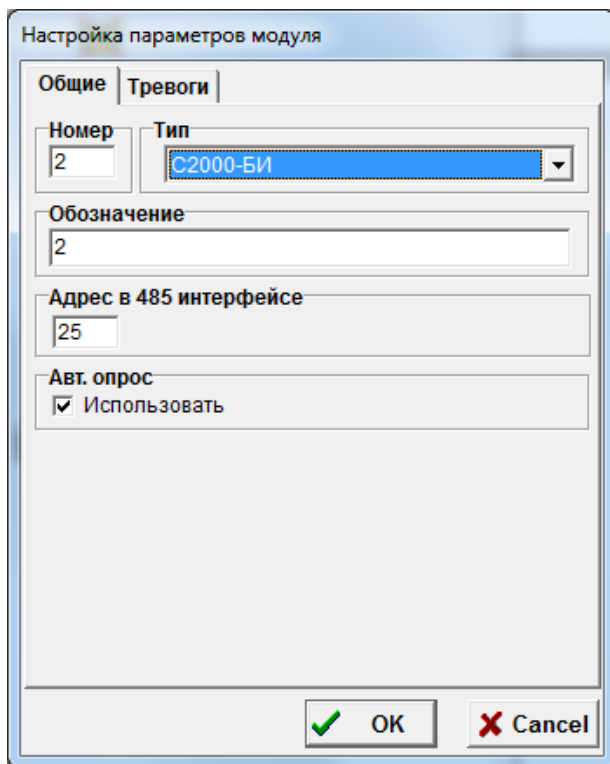 Настройка параметров модуля
Общие Тревоги
Номер Тип
2 С2000-БИ
Обозначение
2
Адрес в 485 интерфейсе
25
Авт. опрос
Использовать
OK Cancel